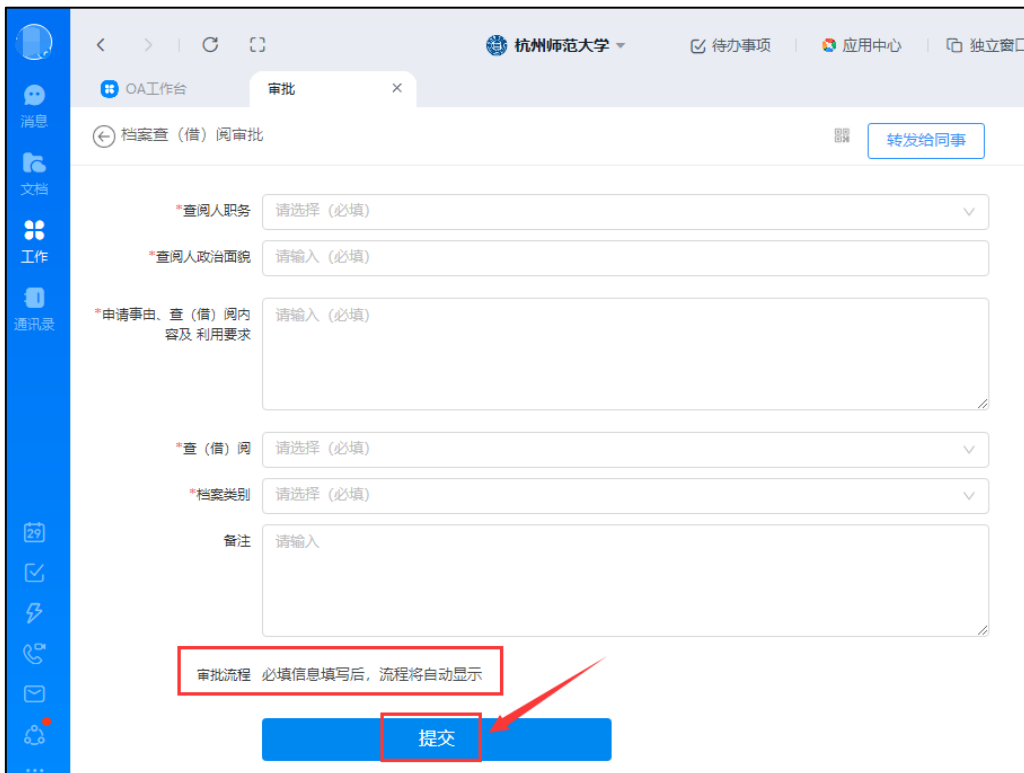 杭州师范大学
待办事项
应用中心
独立窗口
OA工作台
审批
消息
档案查（借）阅审批
转发给同事
文档
*查阅人职务 请选择（必填）
工作
*查阅人政治面貌 请输入（必填）
通讯录
*申请事由、查（借）阅内
容及 利用要求
请输入（必填）
*查（借）阅 请选择（必填）
*档案类别 请选择（必填）
29
备注 请输入
审批流程 必填信息填写后，流程将自动显示
提交